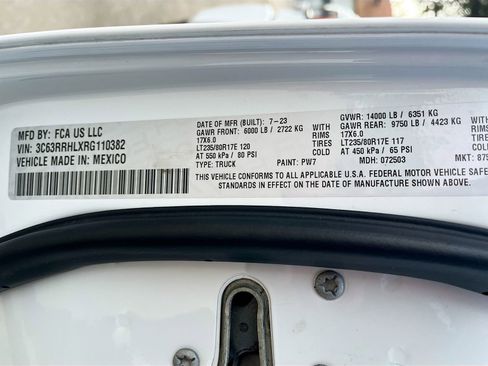 MFD BY: FCA US LLC
VIN: 3C63RRHLXRG110382
VEHICLE MADE IN: MEXICO
DATE OF MFR (BUILT): 7-23
GVWR: 14000 LB / 6351 KG
FRONT GAWR: 6000 LB / 2722 KG WITH
REAR GAWR: 9750 LB / 4423 KG
17X6.0 RIMS 17X6.0
LT235/80R17E 120 TIRES LT235/80R17E 117
AT 550 kPa / 80 PSI COLD AT 450 kPa / 65 PSI
TYPE: TRUCK PAINT: PW7 MDH: 072503 MKT:
THIS VEHICLE CONFORMS TO ALL APPLICABLE U.S.A. FEDERAL MOTOR VEHICLE SAFE
STANDARDS IN EFFECT ON THE DATE OF MANUFACTURE SHOWN ABOVE.